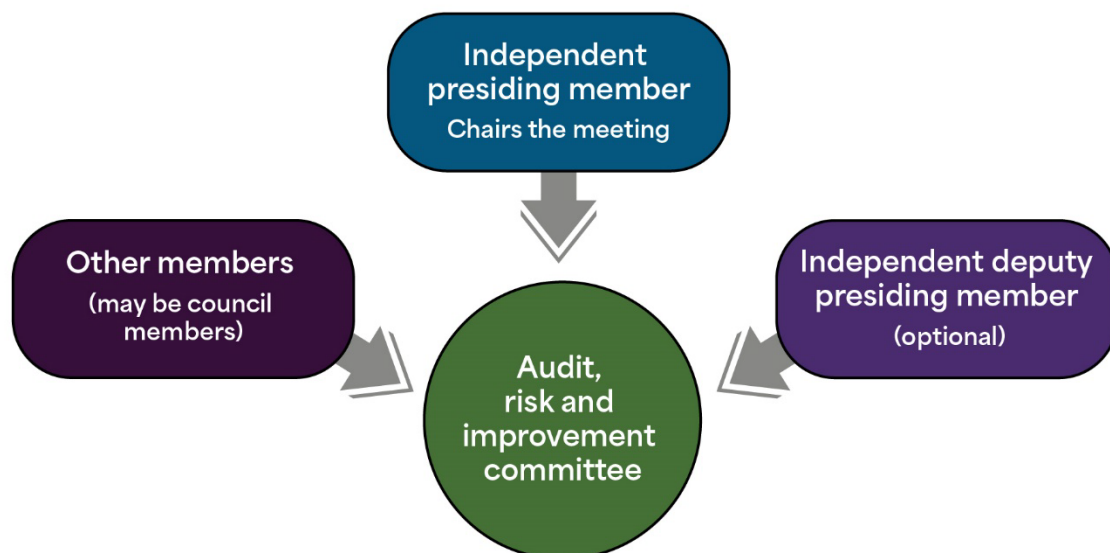 Independent
presiding member
Chairs the meeting
Other members
(may be council
members)
Independent deputy
presiding member
(optional)
Audit,
risk and
improvement
committee